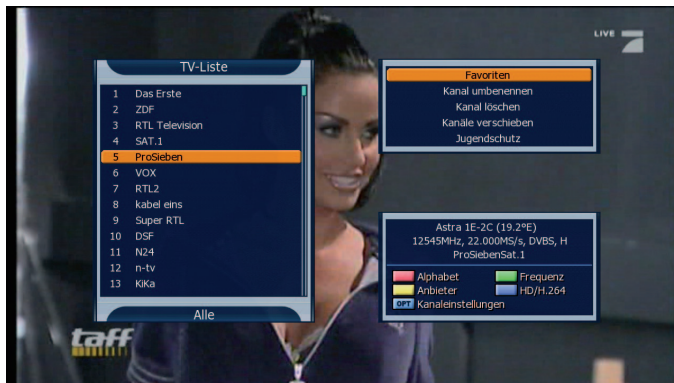 LIVE
TV-Liste
1 Das Erste
2 ZDF
3 RTL Television
4 SAT.1
5 ProSieben
6 VOX
7 RTL2
8 kabel eins
9 Super RTL
10 DSF
11 N24
12 n-tv
13 KiKa
Alle
Favoriten
Kanal umbenennen
Kanal löschen
Kanäle verschieben
Jugendschutz
Astra 1E-2C (19.2ºE)
12545MHz, 22.000MS/s, DVBS, H
ProSiebenSat.1
Alphabet Frequenz
Anbieter HD/H.264
OPT Kanaleinstellungen
taff